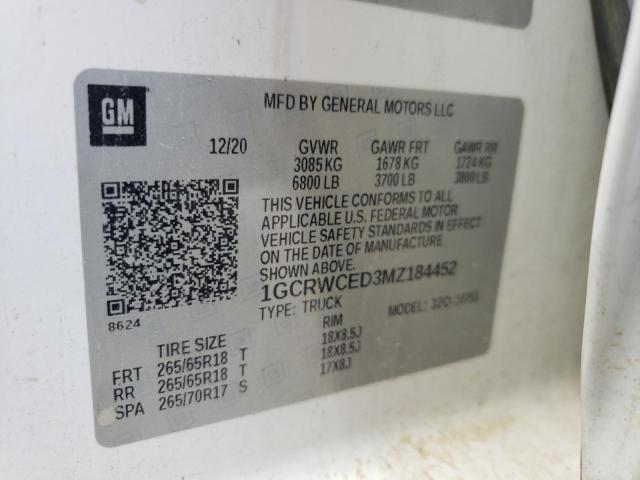 GM
MFD BY GENERAL MOTORS LLC
12/20 GVWR GAWR FRT GAWR RR
3085 KG 1678 KG 1724 KG
6800 LB 3700 LB 3800 LB
THIS VEHICLE CONFORMS TO ALL
APPLICABLE U.S. FEDERAL MOTOR
VEHICLE SAFETY STANDARDS IN EFFECT
ON THE DATE OF MANUFACTURE SHOWN ABOVE.
1GCRWCED3MZ184452
8624 TYPE: TRUCK MODEL:
TIRE SIZE RIM
FRT 265/65R18 T 18X8.5J
RR 265/65R18 T 18X8.5J
SPA 265/70R17 S 17X8J